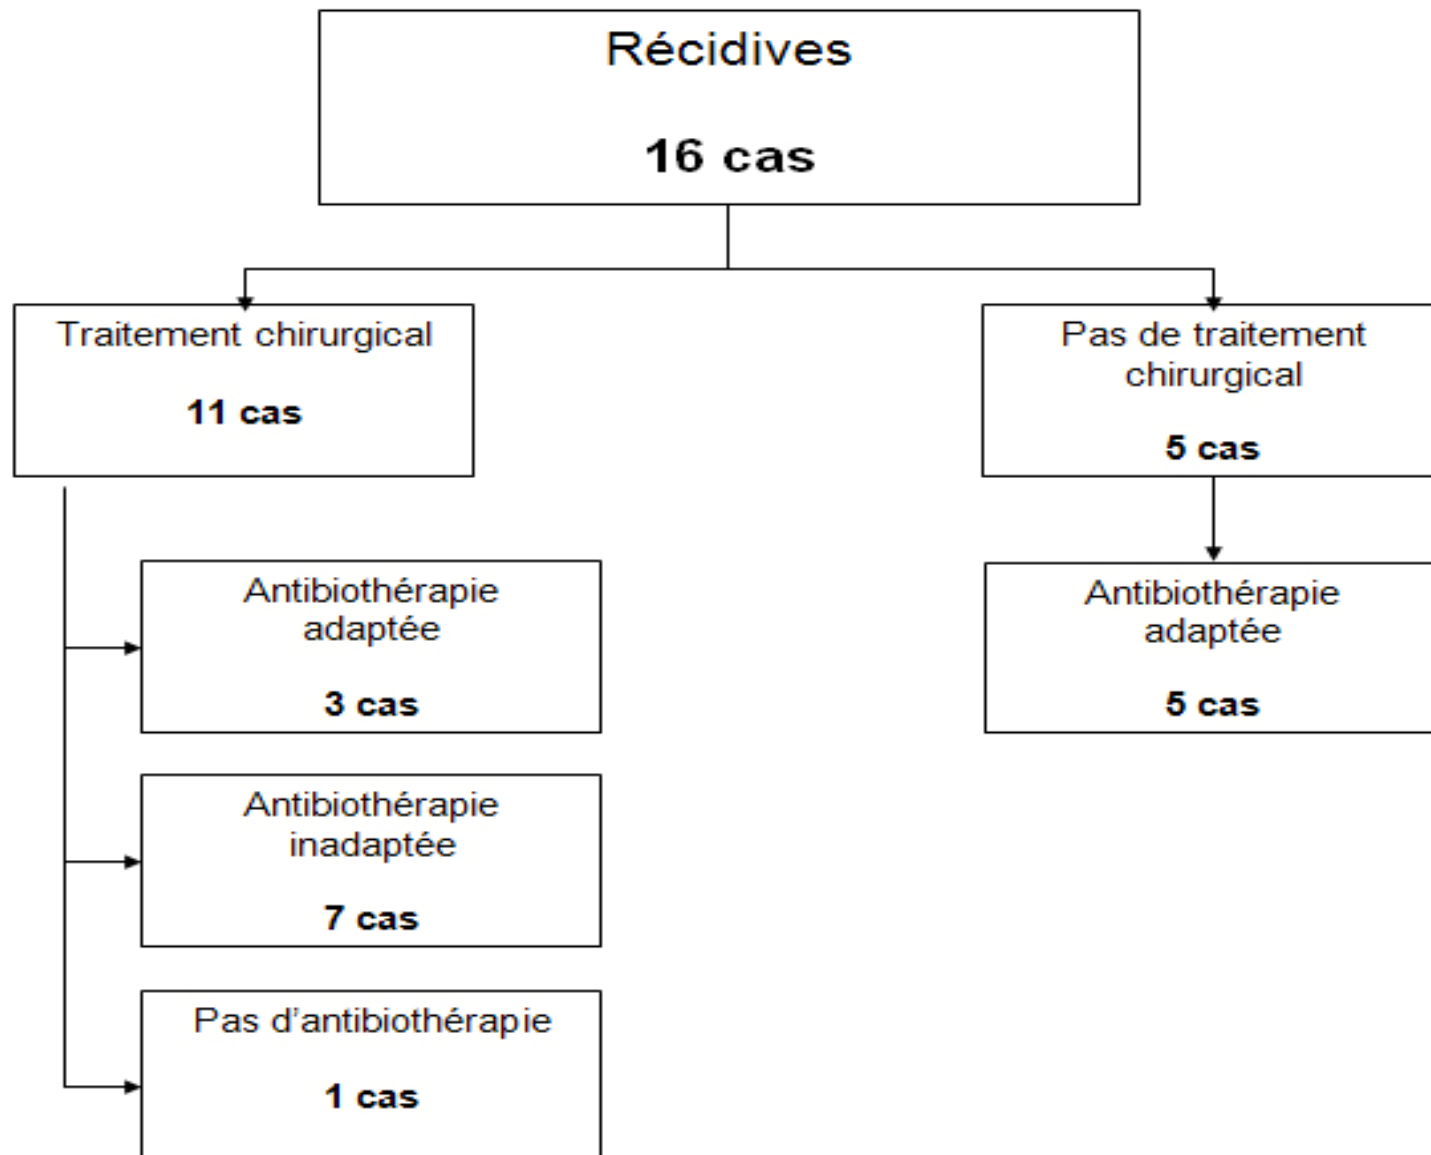 Récidives
16 cas
Traitement chirurgical
11 cas
Pas de traitement
chirurgical
5 cas
Antibiothérapie
adaptée
3 cas
Antibiothérapie
adaptée
5 cas
Antibiothérapie
inadaptée
7 cas
Pas d'antibiothérapie
1 cas